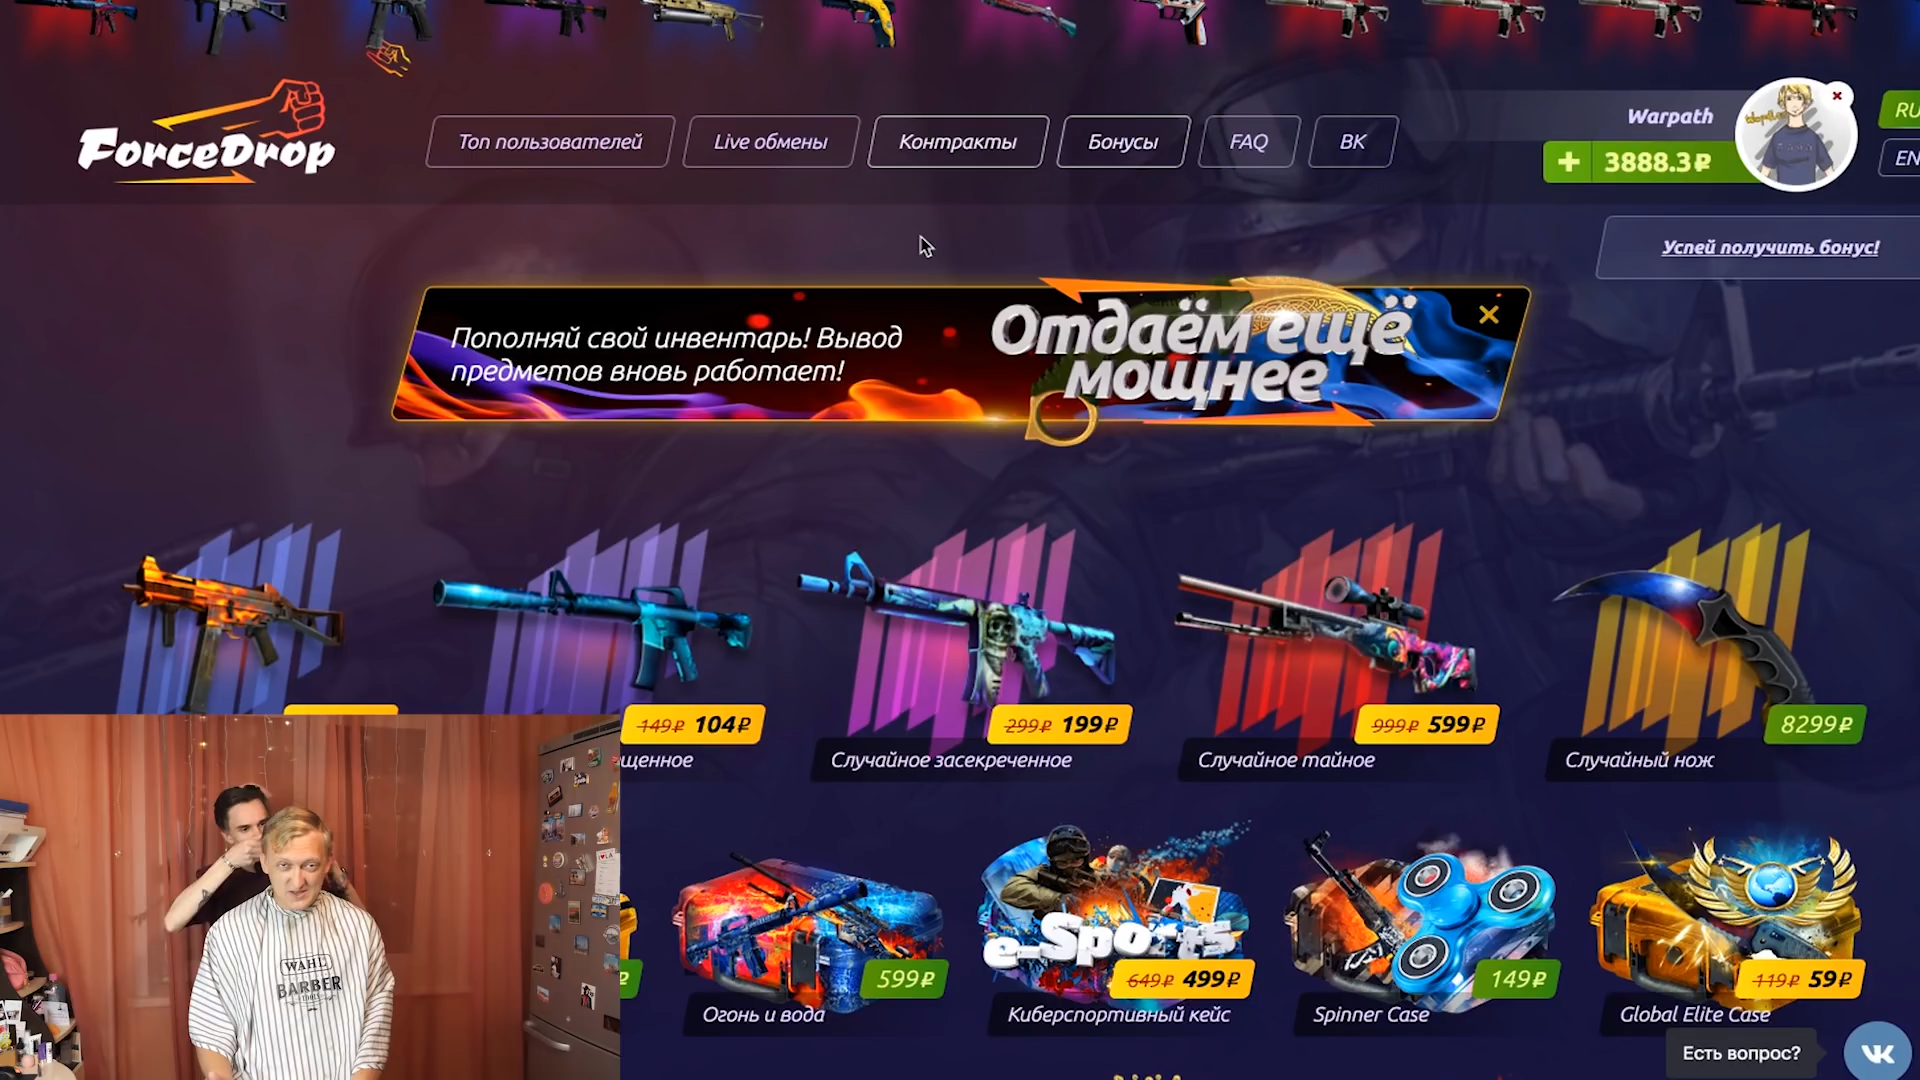 ForceDrop
Топ пользователей
Live обмены
Контракты
Бонусы
FAQ
ВК
Warpath
+ 3888.3₽
RU
EN
Успей получить бонус!
Пополняй свой инвентарь! Вывод
предметов вновь работает!
Отдаём ещё
мощнее
149₽ 104₽
299₽ 199₽
Случайное засекреченное
999₽ 599₽
Случайное тайное
8299₽
Случайный нож
WAHL
BARBER
599₽
Огонь и вода
e-Sports
649₽ 499₽
Киберспортивный кейс
149₽
Spinner Case
119₽ 59₽
Global Elite Case
Есть вопрос?